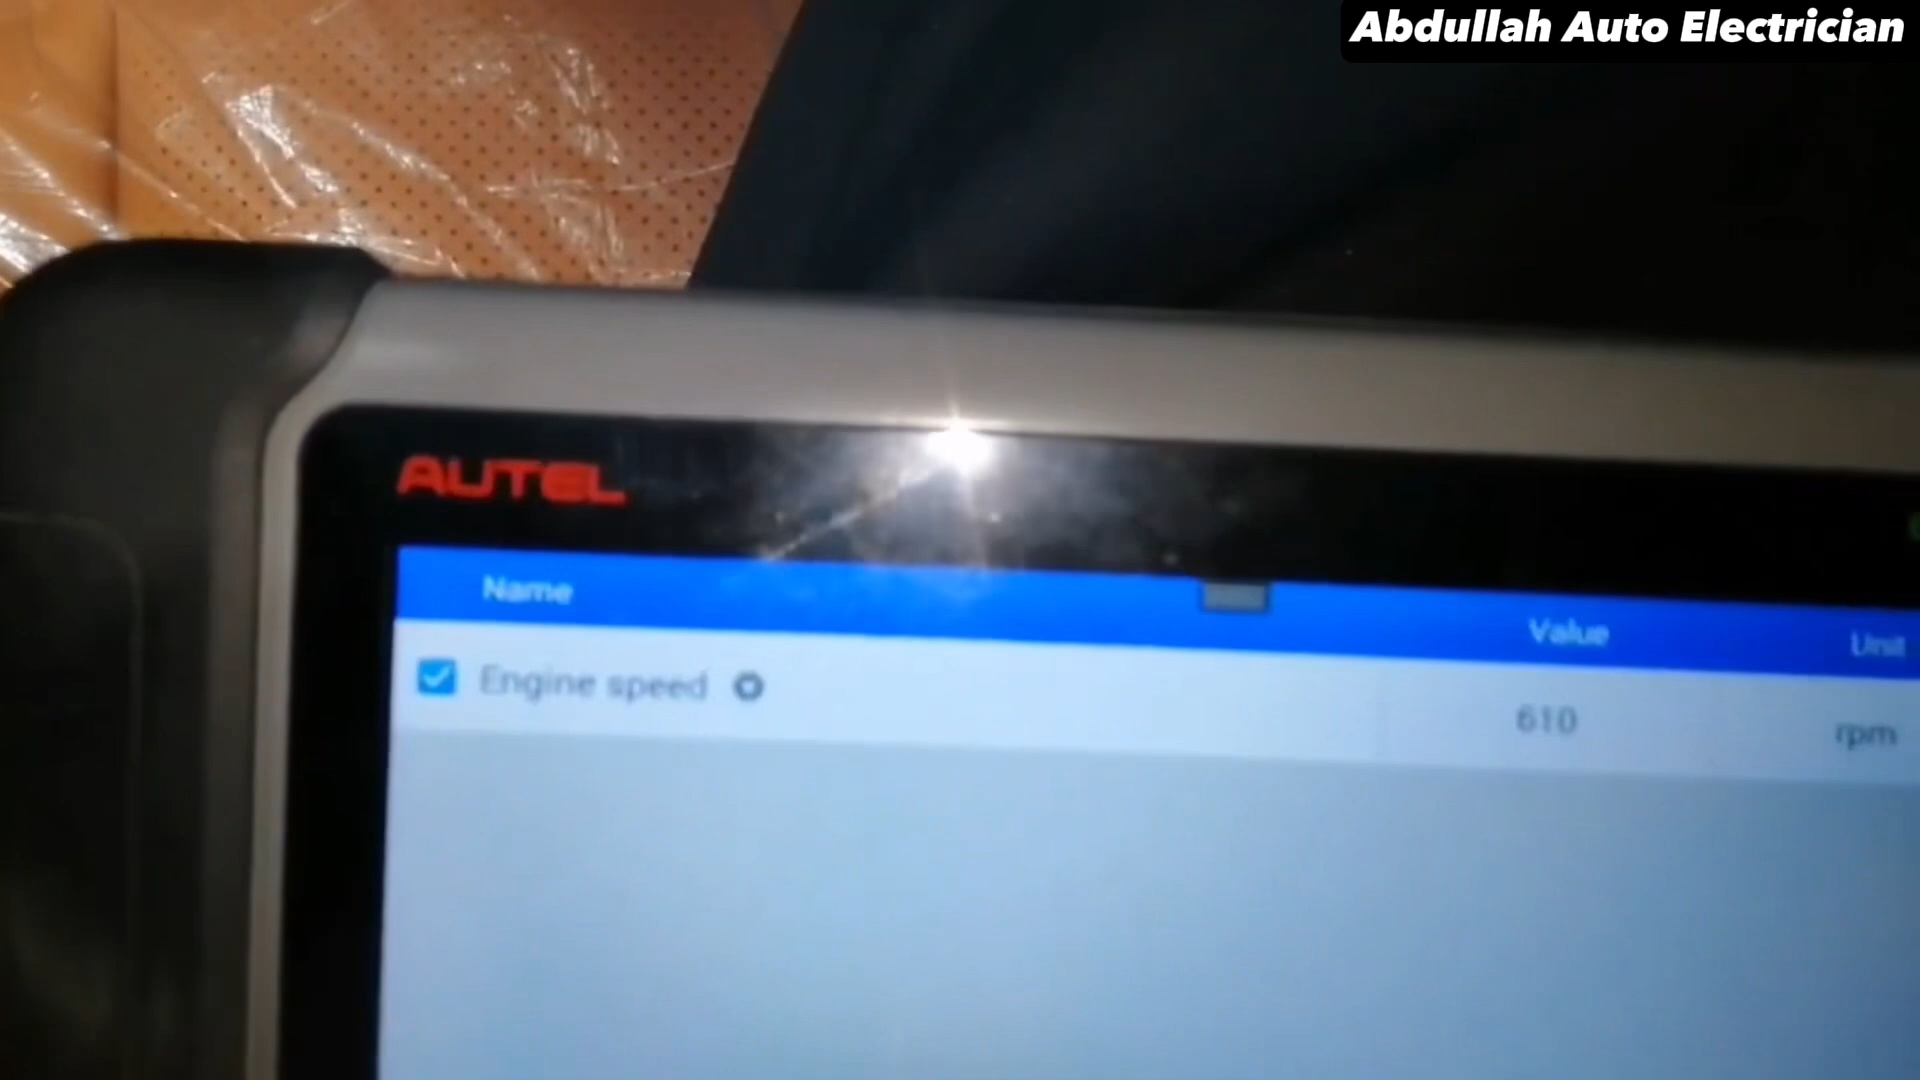 Abdullah Auto Electrician
AUTEL
Name Value Unit
Engine speed 610 rpm